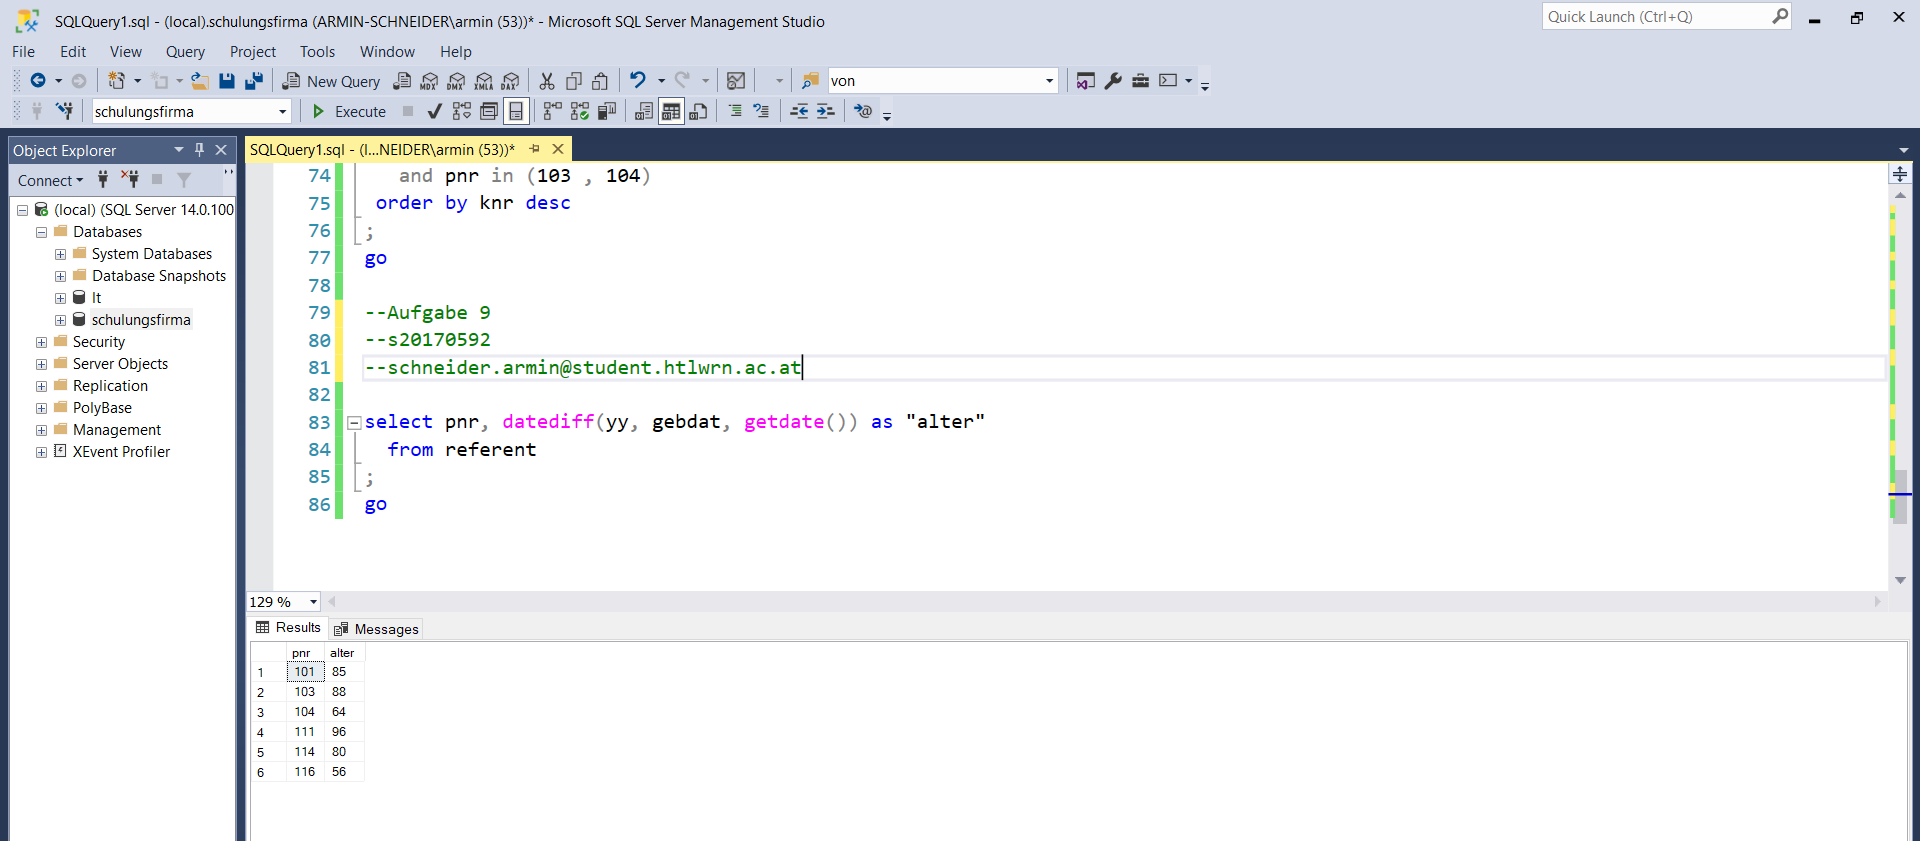 SQLQuery1.sql - (local).schulungsfirma (ARMIN-SCHNEIDER\armin (53))* - Microsoft SQL Server Management Studio
Quick Launch (Ctrl+Q)
File Edit View Query Project Tools Window Help
New Query MDX DMX XMLA DAX von
schulungsfirma Execute
Object Explorer
SQLQuery1.sql - (l...NEIDER\armin (53))*
Connect
(local) (SQL Server 14.0.100
Databases
System Databases
Database Snapshots
lt
schulungsfirma
Security
Server Objects
Replication
PolyBase
Management
XEvent Profiler
74 and pnr in (103 , 104)
75 order by knr desc
76 ;
77 go
78
79 --Aufgabe 9
80 --s20170592
81 --schneider.armin@student.htlwrn.ac.at
82
83 select pnr, datediff(yy, gebdat, getdate()) as "alter"
84 from referent
85 ;
86 go
129 %
Results Messages
pnr alter
1 101 85
2 103 88
3 104 64
4 111 96
5 114 80
6 116 56